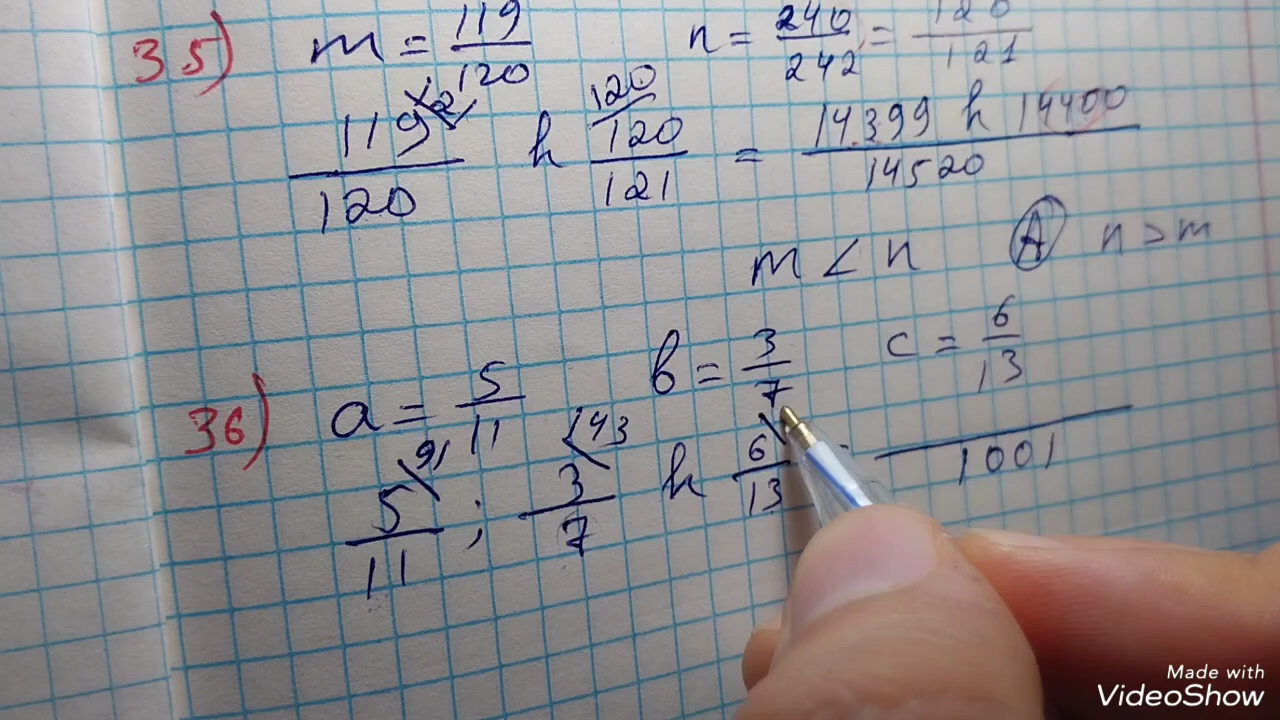 35) m = 119/120 n = 240/242 = 120/121
119/120 h 120/121 = 14399 h 14400/14520
120
m < n A n > m
36) a = 5/11 b = 3/7 c = 6/13
91 143
5/11 ; 3/7 h 6/13 /1001
Made with
VideoShow